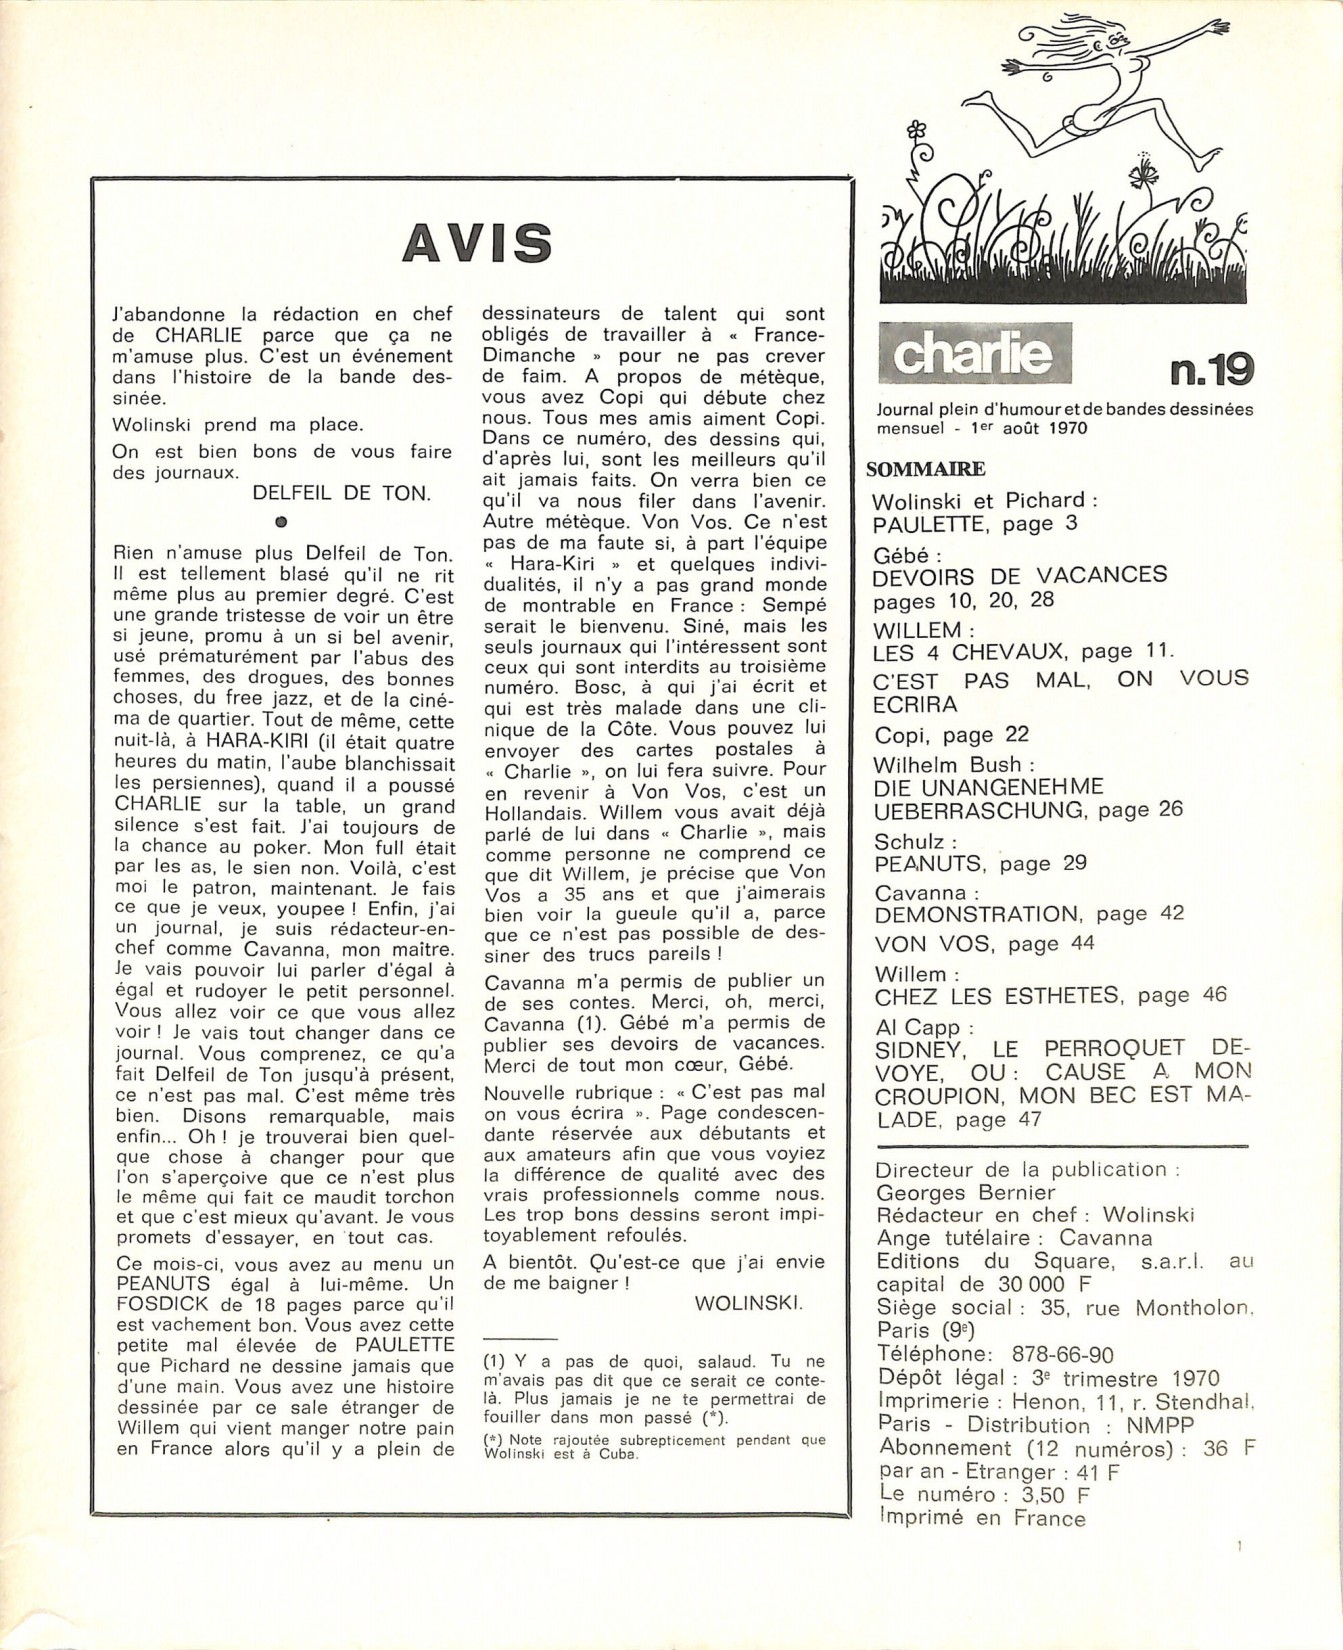 AVIS
J'abandonne la rédaction en chef
de CHARLIE parce que ça ne
m'amuse plus. C'est un événement
dans l'histoire de la bande des-
sinée.
Wolinski prend ma place.
On est bien bons de vous faire
des journaux.
DELFEIL DE TON.
Rien n'amuse plus Delfeil de Ton.
Il est tellement blasé qu'il ne rit
même plus au premier degré. C'est
une grande tristesse de voir un être
si jeune, promu à un si bel avenir,
usé prématurément par l'abus des
femmes, des drogues, des bonnes
choses, du free jazz, et de la ciné-
ma de quartier. Tout de même, cette
nuit-là, à HARA-KIRI (il était quatre
heures du matin, l'aube blanchissait
les persiennes), quand il a poussé
CHARLIE sur la table, un grand
silence s'est fait. J'ai toujours de
la chance au poker. Mon full était
par les as, le sien non. Voilà, c'est
moi le patron, maintenant. Je fais
ce que je veux, youpee ! Enfin, j'ai
un journal, je suis rédacteur-en-
chef comme Cavanna, mon maître.
Je vais pouvoir lui parler d'égal à
égal et rudoyer le petit personnel.
Vous allez voir ce que vous allez
voir ! Je vais tout changer dans ce
journal. Vous comprenez, ce qu'a
fait Delfeil de Ton jusqu'à présent,
ce n'est pas mal. C'est même très
bien. Disons remarquable, mais
enfin... Oh ! je trouverai bien quel-
que chose à changer pour que
l'on s'aperçoive que ce n'est plus
le même qui fait ce maudit torchon
et que c'est mieux qu'avant. Je vous
promets d'essayer, en tout cas.
Ce mois-ci, vous avez au menu un
PEANUTS égal à lui-même. Un
FOSDICK de 18 pages parce qu'il
est vachement bon. Vous avez cette
petite mal élevée de PAULETTE
que Pichard ne dessine jamais que
d'une main. Vous avez une histoire
dessinée par ce sale étranger de
Willem qui vient manger notre pain
en France alors qu'il y a plein de
dessinateurs de talent qui sont
obligés de travailler à « France-
Dimanche » pour ne pas crever
de faim. A propos de métèque,
vous avez Copi qui débute chez
nous. Tous mes amis aiment Copi.
Dans ce numéro, des dessins qui,
d'après lui, sont les meilleurs qu'il
ait jamais faits. On verra bien ce
qu'il va nous filer dans l'avenir.
Autre métèque. Von Vos. Ce n'est
pas de ma faute si, à part l'équipe
« Hara-Kiri » et quelques indivi-
dualités, il n'y a pas grand monde
de montrable en France : Sempé
serait le bienvenu. Siné, mais les
seuls journaux qui l'intéressent sont
ceux qui sont interdits au troisième
numéro. Bosc, à qui j'ai écrit et
qui est très malade dans une cli-
nique de la Côte. Vous pouvez lui
envoyer des cartes postales à
« Charlie », on lui fera suivre. Pour
en revenir à Von Vos, c'est un
Hollandais. Willem vous avait déjà
parlé de lui dans « Charlie », mais
comme personne ne comprend ce
que dit Willem, je précise que Von
Vos a 35 ans et que j'aimerais
bien voir la gueule qu'il a, parce
que ce n'est pas possible de des-
siner des trucs pareils !
Cavanna m'a permis de publier un
de ses contes. Merci, oh, merci,
Cavanna (1). Gébé m'a permis de
publier ses devoirs de vacances.
Merci de tout mon cœur, Gébé.
Nouvelle rubrique : « C'est pas mal
on vous écrira ». Page condescen-
dante réservée aux débutants et
aux amateurs afin que vous voyiez
la différence de qualité avec des
vrais professionnels comme nous.
Les trop bons dessins seront impi-
toyablement refoulés.
A bientôt. Qu'est-ce que j'ai envie
de me baigner !
WOLINSKI.
(1) Y a pas de quoi, salaud. Tu ne
m'avais pas dit que ce serait ce conte-
là. Plus jamais je ne te permettrai de
fouiller dans mon passé (*).
(*) Note rajoutée subrepticement pendant que
Wolinski est à Cuba.
charlie n.19
Journal plein d'humour et de bandes dessinées
mensuel - 1er août 1970
SOMMAIRE
Wolinski et Pichard :
PAULETTE, page 3
Gébé :
DEVOIRS DE VACANCES
pages 10, 20, 28
WILLEM :
LES 4 CHEVAUX, page 11.
C'EST PAS MAL, ON VOUS
ECRIRA
Copi, page 22
Wilhelm Bush :
DIE UNANGENEHME
UEBERRASCHUNG, page 26
Schulz :
PEANUTS, page 29
Cavanna :
DEMONSTRATION, page 42
VON VOS, page 44
Willem :
CHEZ LES ESTHETES, page 46
Al Capp :
SIDNEY, LE PERROQUET DE-
VOYE, OU : CAUSE A MON
CROUPION, MON BEC EST MA-
LADE, page 47
Directeur de la publication :
Georges Bernier
Rédacteur en chef : Wolinski
Ange tutélaire : Cavanna
Editions du Square, s.a.r.l. au
capital de 30 000 F
Siège social : 35, rue Montholon,
Paris (9e)
Téléphone: 878-66-90
Dépôt légal : 3e trimestre 1970
Imprimerie : Henon, 11, r. Stendhal,
Paris - Distribution : NMPP
Abonnement (12 numéros) : 36 F
par an - Etranger : 41 F
Le numéro : 3,50 F
Imprimé en France
1